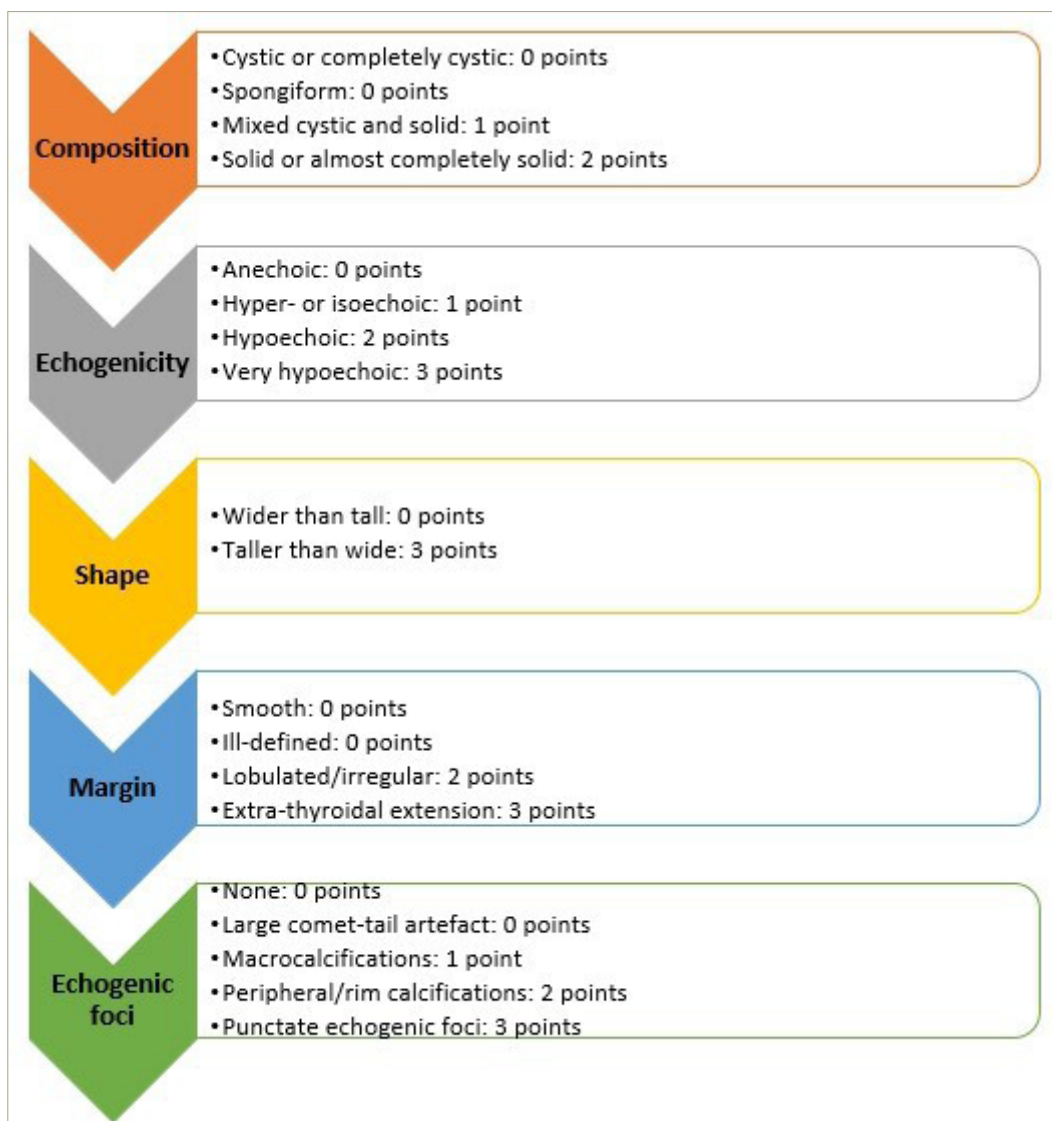 Composition
•Cystic or completely cystic: 0 points
•Spongiform: 0 points
•Mixed cystic and solid: 1 point
•Solid or almost completely solid: 2 points
Echogenicity
•Anechoic: 0 points
•Hyper- or isoechoic: 1 point
•Hypoechoic: 2 points
•Very hypoechoic: 3 points
Shape
•Wider than tall: 0 points
•Taller than wide: 3 points
Margin
•Smooth: 0 points
•Ill-defined: 0 points
•Lobulated/irregular: 2 points
•Extra-thyroidal extension: 3 points
Echogenic
foci
•None: 0 points
•Large comet-tail artefact: 0 points
•Macrocalcifications: 1 point
•Peripheral/rim calcifications: 2 points
•Punctate echogenic foci: 3 points